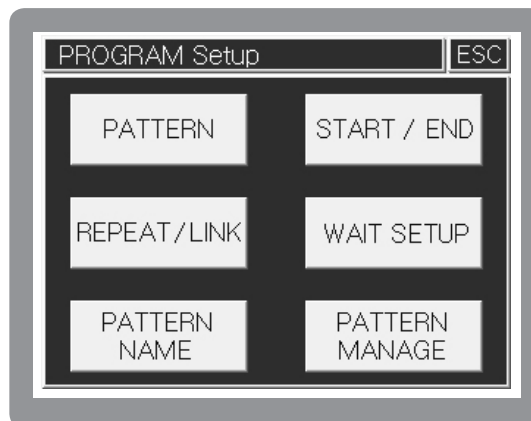 PROGRAM Setup ESC
PATTERN START / END
REPEAT/LINK WAIT SETUP
PATTERN NAME
PATTERN MANAGE